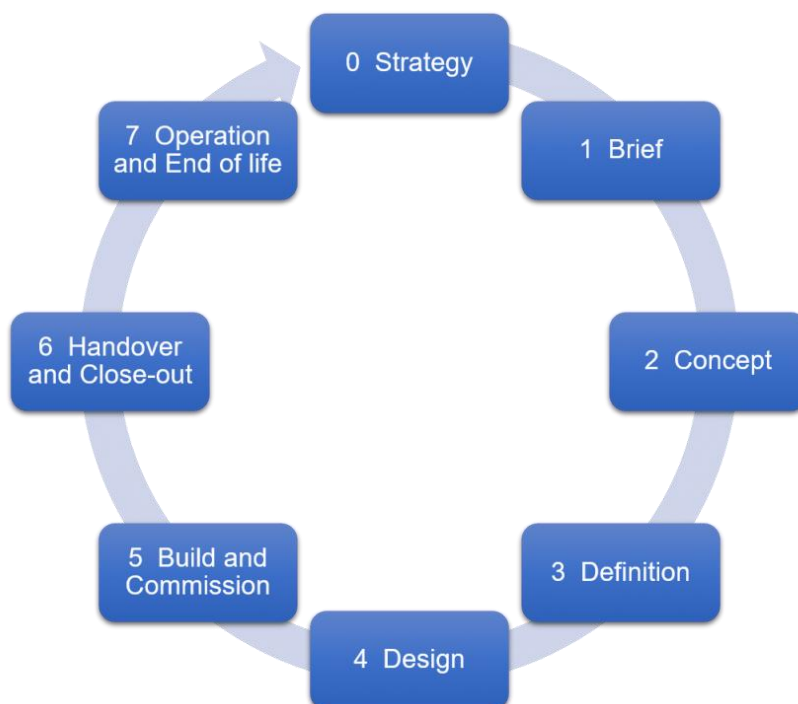 0 Strategy
1 Brief
2 Concept
3 Definition
4 Design
5 Build and
Commission
6 Handover
and Close-out
7 Operation
and End of life